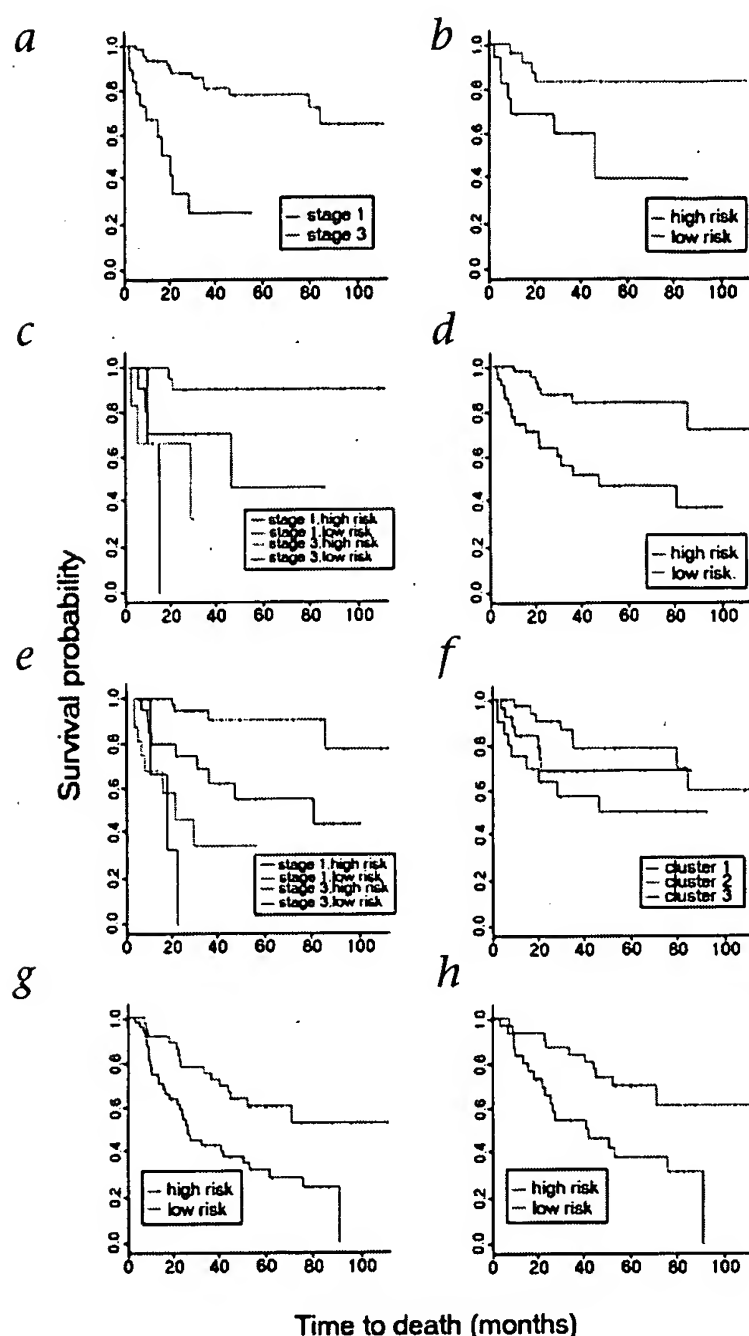 a
1.0
0.8
0.6
0.4
0.2
0.0
0 20 40 60 80 100
stage 1
stage 3
b
1.0
0.8
0.6
0.4
0.2
0.0
0 20 40 60 80 100
high risk
low risk
c
1.0
0.8
0.6
0.4
0.2
0.0
0 20 40 60 80 100
stage 1.high risk
stage 1.low risk
stage 3.high risk
stage 3.low risk
d
1.0
0.8
0.6
0.4
0.2
0.0
0 20 40 60 80 100
high risk
low risk.
Survival probability
e
1.0
0.8
0.6
0.4
0.2
0.0
0 20 40 60 80 100
stage 1.high risk
stage 1.low risk
stage 3.high risk
stage 3.low risk
f
1.0
0.8
0.6
0.4
0.2
0.0
0 20 40 60 80 100
cluster 1
cluster 2
cluster 3
g
1.0
0.8
0.6
0.4
0.2
0.0
0 20 40 60 80 100
high risk
low risk
h
1.0
0.8
0.6
0.4
0.2
0.0
0 20 40 60 80 100
high risk
low risk
Time to death (months)